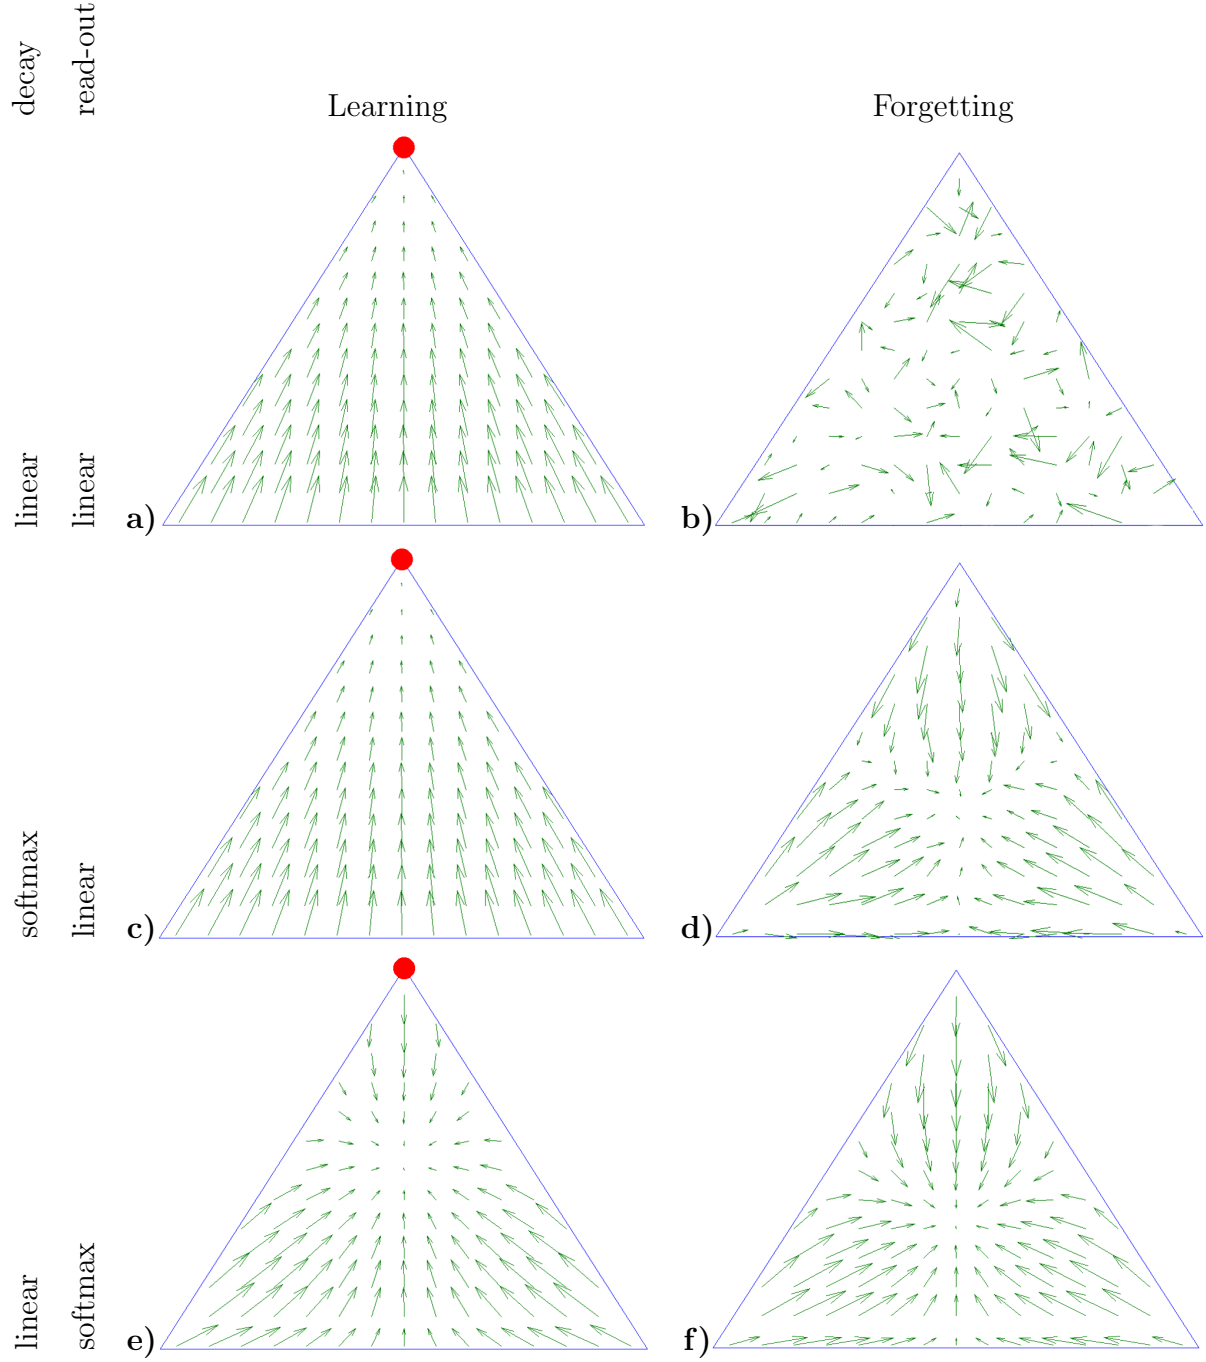 decay read-out
Learning Forgetting
linear linear a) b)
softmax linear c) d)
linear softmax e) f)